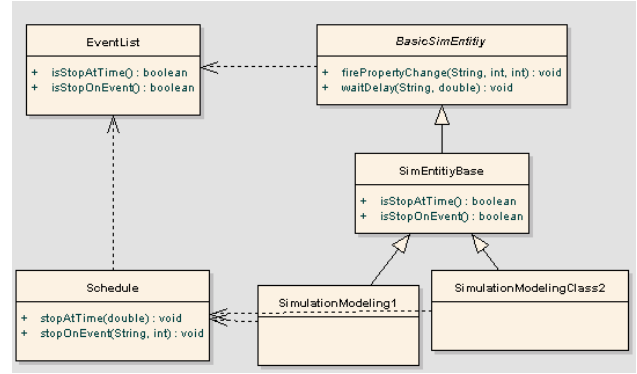 EventList
+ isStopAtTime() : boolean
+ isStopOnEvent() : boolean
BasicSimEntitiy
+ firePropertyChange(String, int, int) : void
+ waitDelay(String, double) : void
SimEntitiyBase
+ isStopAtTime() : boolean
+ isStopOnEvent() : boolean
Schedule
+ stopAtTime(double) : void
+ stopOnEvent(String, int) : void
SimulationModeling1
SimulationModelingClass2